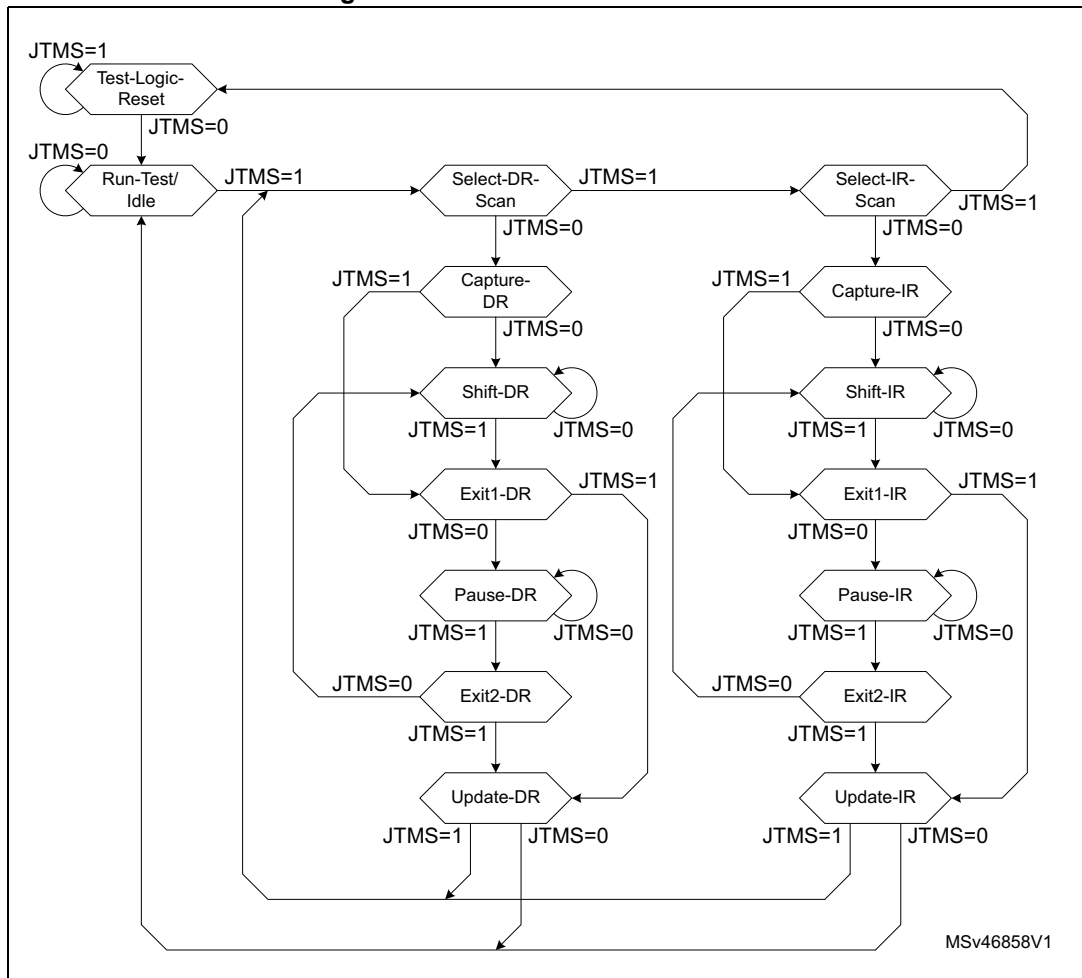 JTMS=1
Test-Logic-
Reset
JTMS=0
JTMS=0
Run-Test/
Idle
JTMS=1
Select-DR-
Scan
JTMS=1
Select-IR-
Scan
JTMS=1
JTMS=0
JTMS=0
JTMS=1
Capture-
DR
JTMS=1
Capture-IR
JTMS=0
JTMS=0
Shift-DR
Shift-IR
JTMS=1
JTMS=0
JTMS=1
JTMS=0
Exit1-DR
JTMS=1
Exit1-IR
JTMS=1
JTMS=0
JTMS=0
Pause-DR
Pause-IR
JTMS=1
JTMS=0
JTMS=1
JTMS=0
JTMS=0
Exit2-DR
JTMS=0
Exit2-IR
JTMS=1
JTMS=1
Update-DR
Update-IR
JTMS=1
JTMS=0
JTMS=1
JTMS=0
MSv46858V1